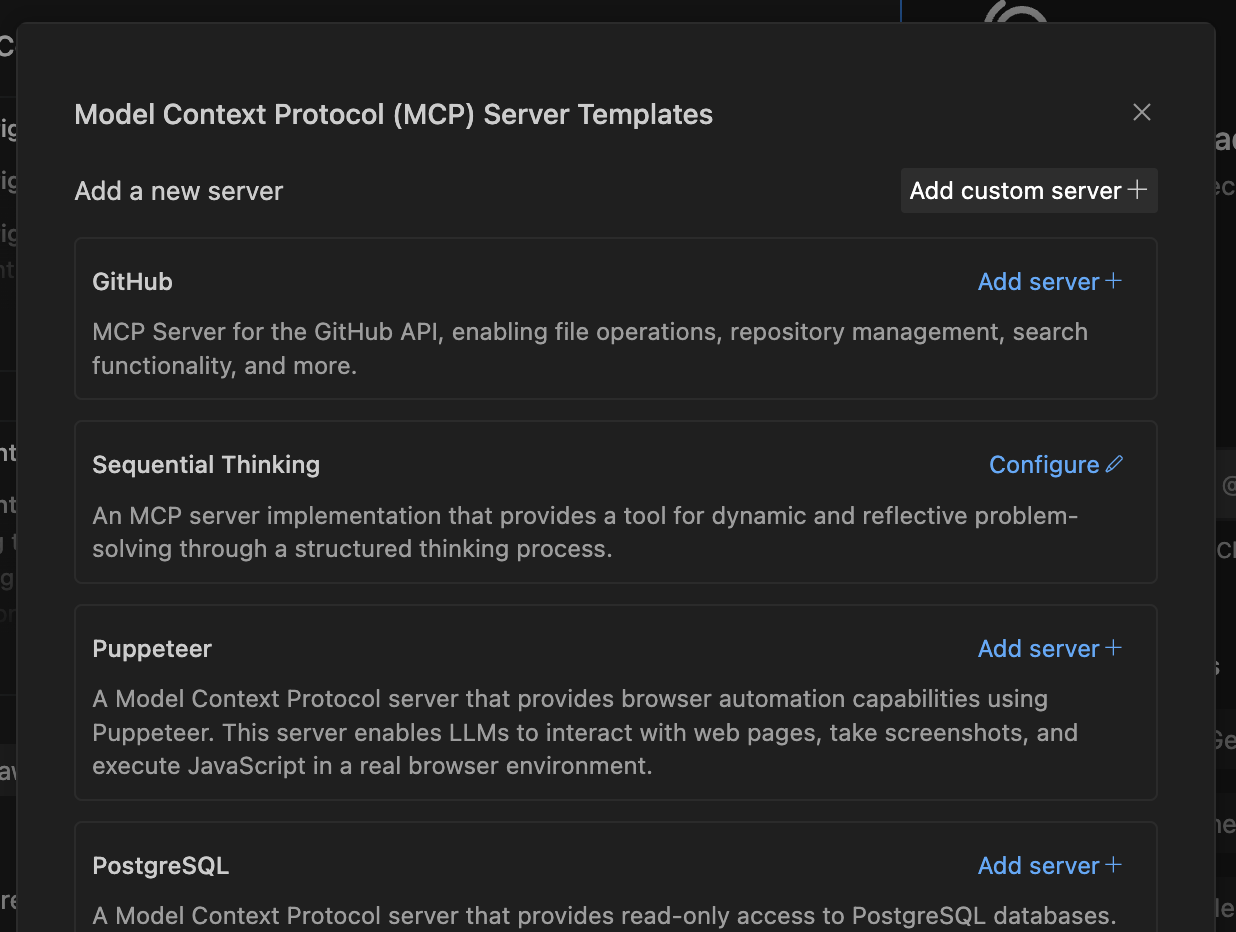 Model Context Protocol (MCP) Server Templates
Add a new server
Add custom server
GitHub
Add server
MCP Server for the GitHub API, enabling file operations, repository management, search
functionality, and more.
Sequential Thinking
Configure
An MCP server implementation that provides a tool for dynamic and reflective problem-
solving through a structured thinking process.
Puppeteer
Add server
A Model Context Protocol server that provides browser automation capabilities using
Puppeteer. This server enables LLMs to interact with web pages, take screenshots, and
execute JavaScript in a real browser environment.
PostgreSQL
Add server
A Model Context Protocol server that provides read-only access to PostgreSQL databases.